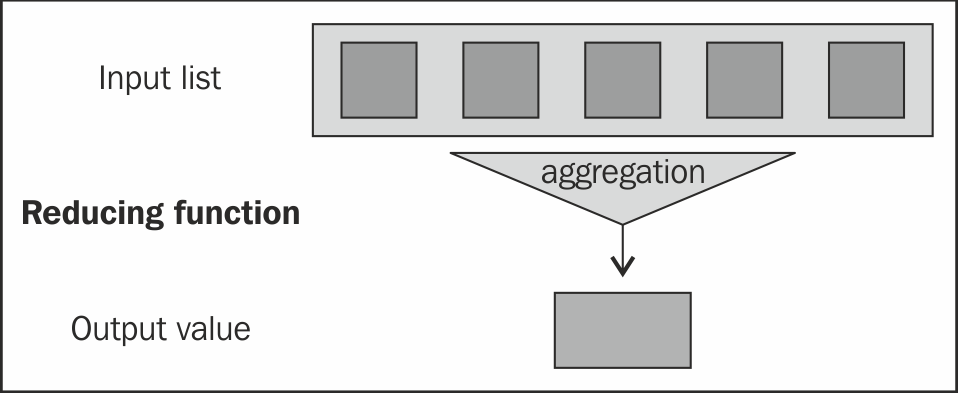 Input list
aggregation
Reducing function
Output value